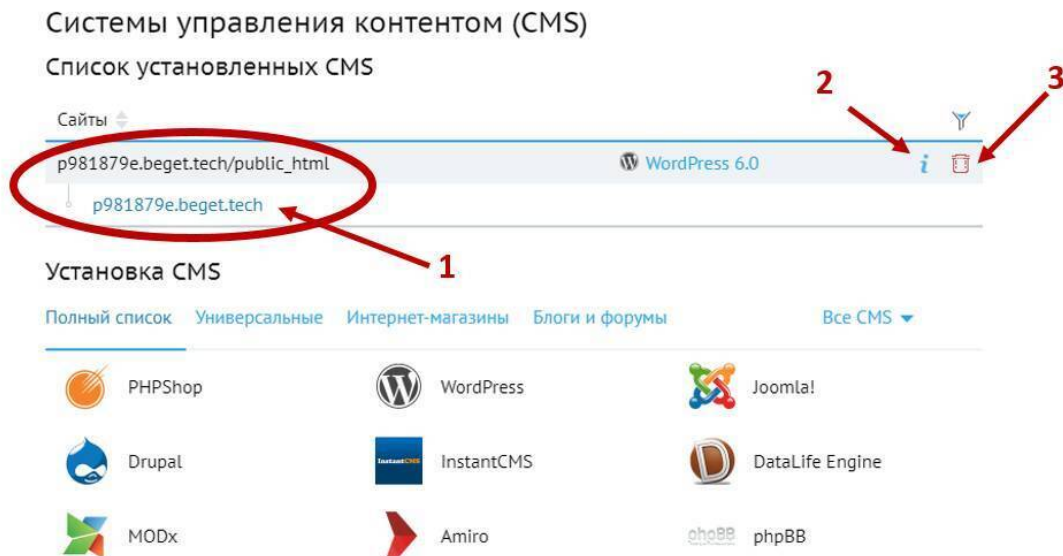 Системы управления контентом (CMS)
Список установленных CMS
2
3
Сайты
p981879e.beget.tech/public_html WordPress 6.0 i
p981879e.beget.tech
1
Установка CMS
Полный список Универсальные Интернет-магазины Блоги и форумы Все CMS
PHPShop WordPress Joomla!
Drupal InstantCMS InstantCMS DataLife Engine
MODx Amiro phpBB phpBB